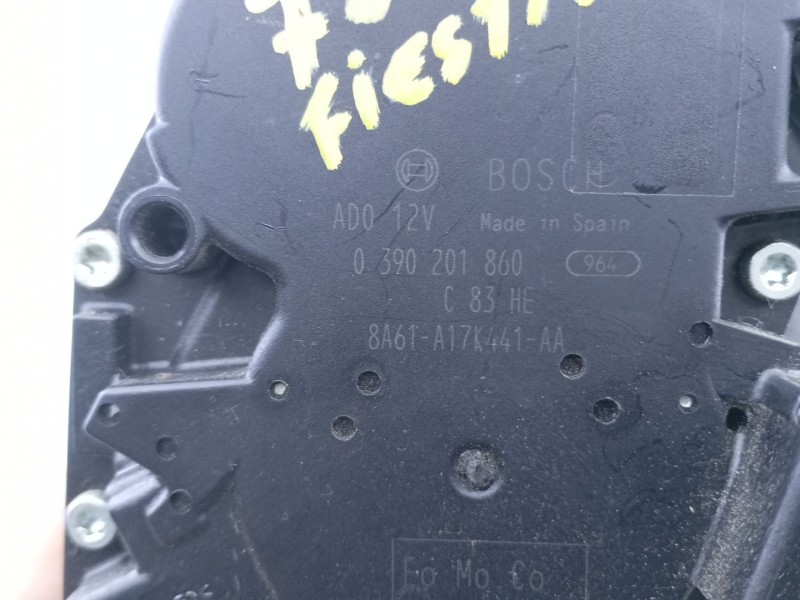 FIESTA
BOSCH
AD0 12V Made in Spain
0 390 201 860 964
C 83 HE
8A61-A17K441-AA
Fo Mo Co